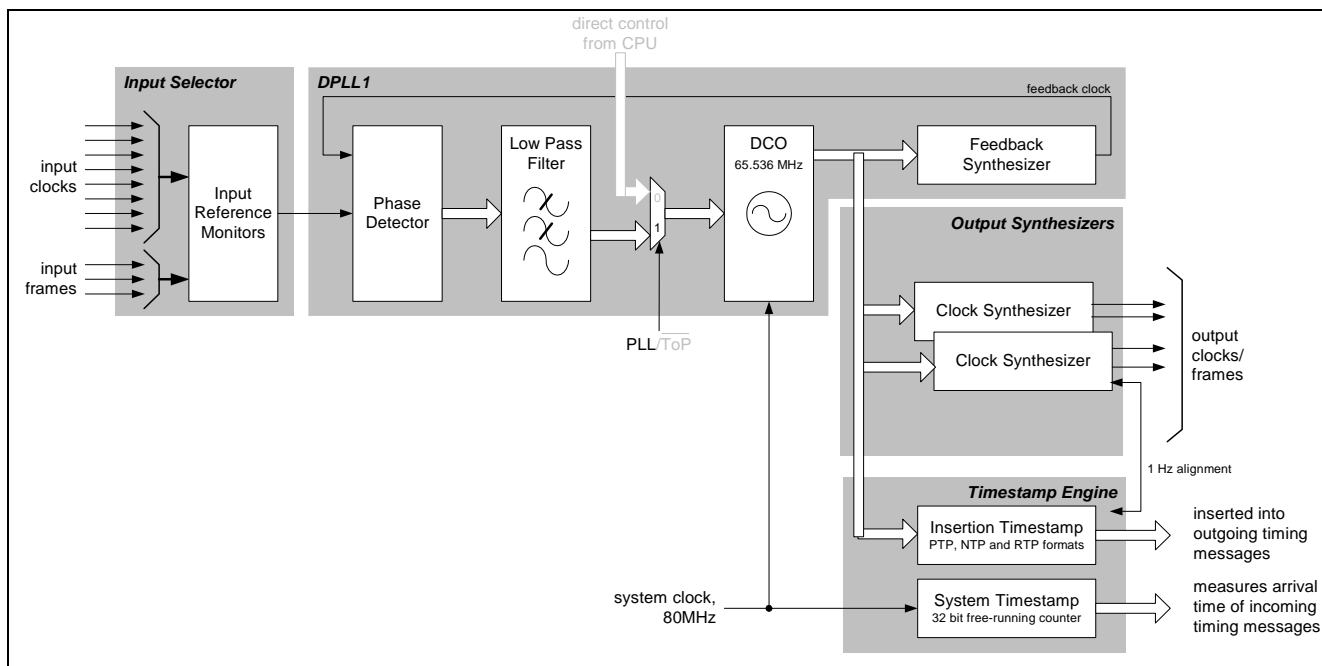 direct control
from CPU
Input Selector
DPLL1
feedback clock
input
clocks
input
frames
Input
Reference
Monitors
Phase
Detector
Low Pass
Filter
0
1
PLL/ToP
DCO
65.536 MHz
Feedback
Synthesizer
Output Synthesizers
Clock Synthesizer
Clock Synthesizer
output
clocks/
frames
1 Hz alignment
Timestamp Engine
Insertion Timestamp
PTP, NTP and RTP formats
inserted into
outgoing timing
messages
system clock,
80MHz
System Timestamp
32 bit free-running counter
measures arrival
time of incoming
timing messages